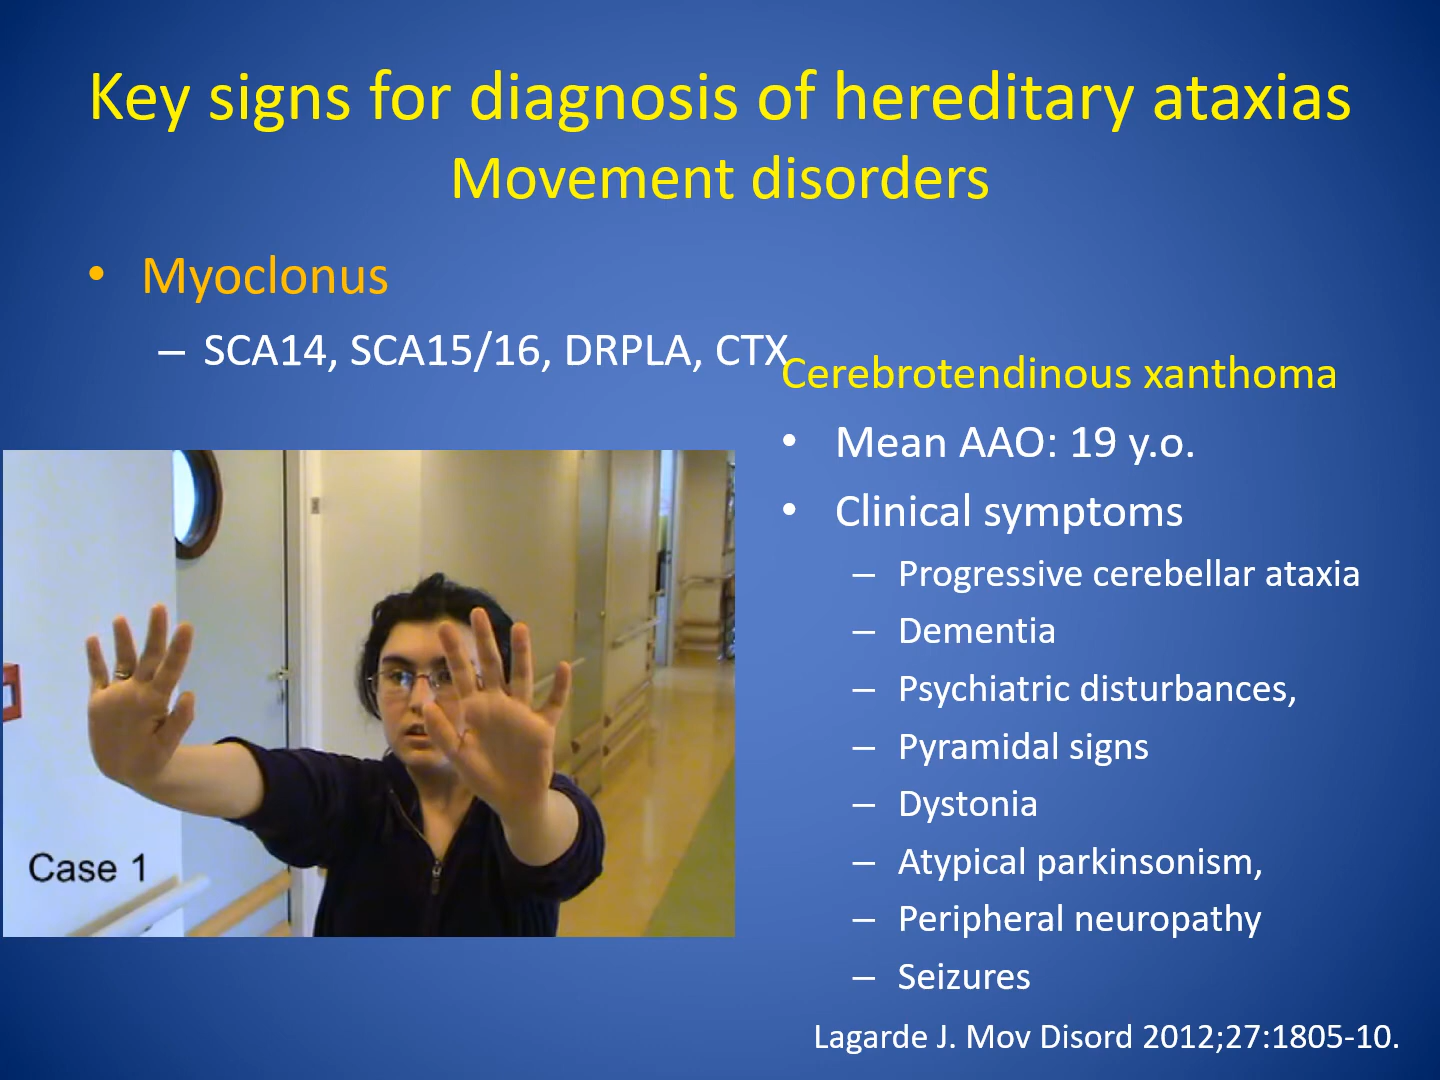 Key signs for diagnosis of hereditary ataxias
Movement disorders
• Myoclonus
– SCA14, SCA15/16, DRPLA, CTX
Cerebrotendinous xanthoma
• Mean AAO: 19 y.o.
• Clinical symptoms
– Progressive cerebellar ataxia
– Dementia
– Psychiatric disturbances,
– Pyramidal signs
– Dystonia
– Atypical parkinsonism,
– Peripheral neuropathy
– Seizures
Case 1
Lagarde J. Mov Disord 2012;27:1805-10.